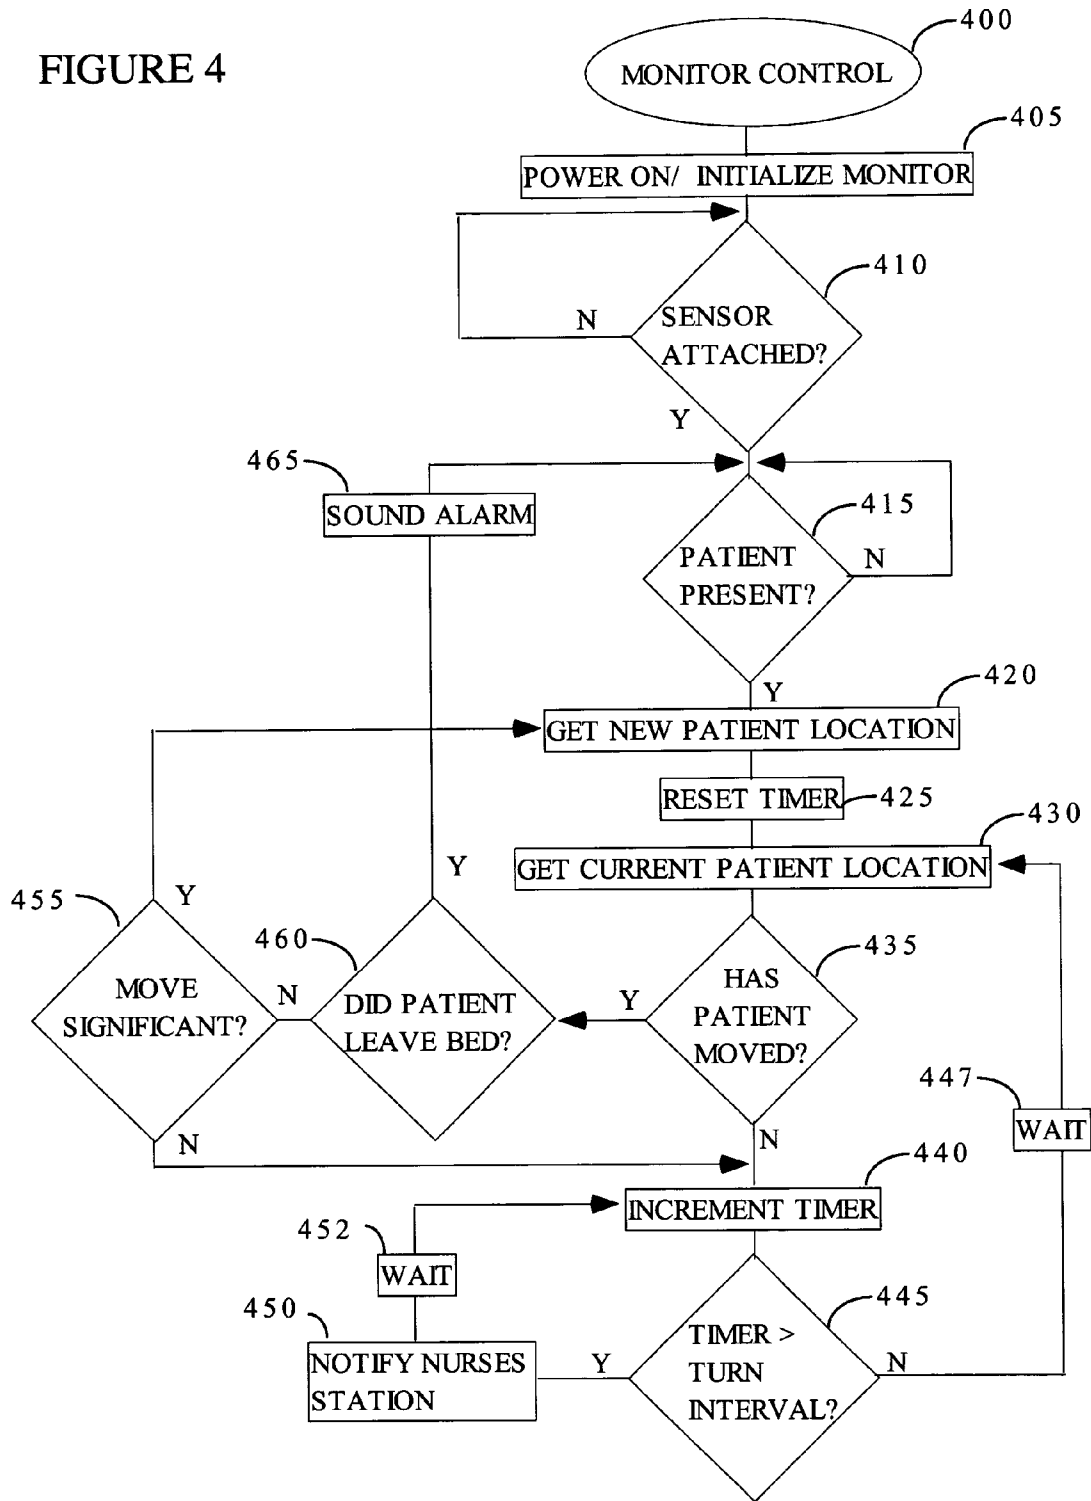 FIGURE 4
400
MONITOR CONTROL
405
POWER ON/ INITIALIZE MONITOR
410
SENSOR
ATTACHED?
N
Y
465
SOUND ALARM
415
PATIENT
PRESENT?
N
Y
420
GET NEW PATIENT LOCATION
RESET TIMER
425
430
GET CURRENT PATIENT LOCATION
455
Y
MOVE
SIGNIFICANT?
N
N
460
Y
DID PATIENT
LEAVE BED?
435
Y
HAS
PATIENT
MOVED?
N
447
WAIT
440
INCREMENT TIMER
452
WAIT
450
NOTIFY NURSES
STATION
Y
445
TIMER >
TURN
INTERVAL?
N